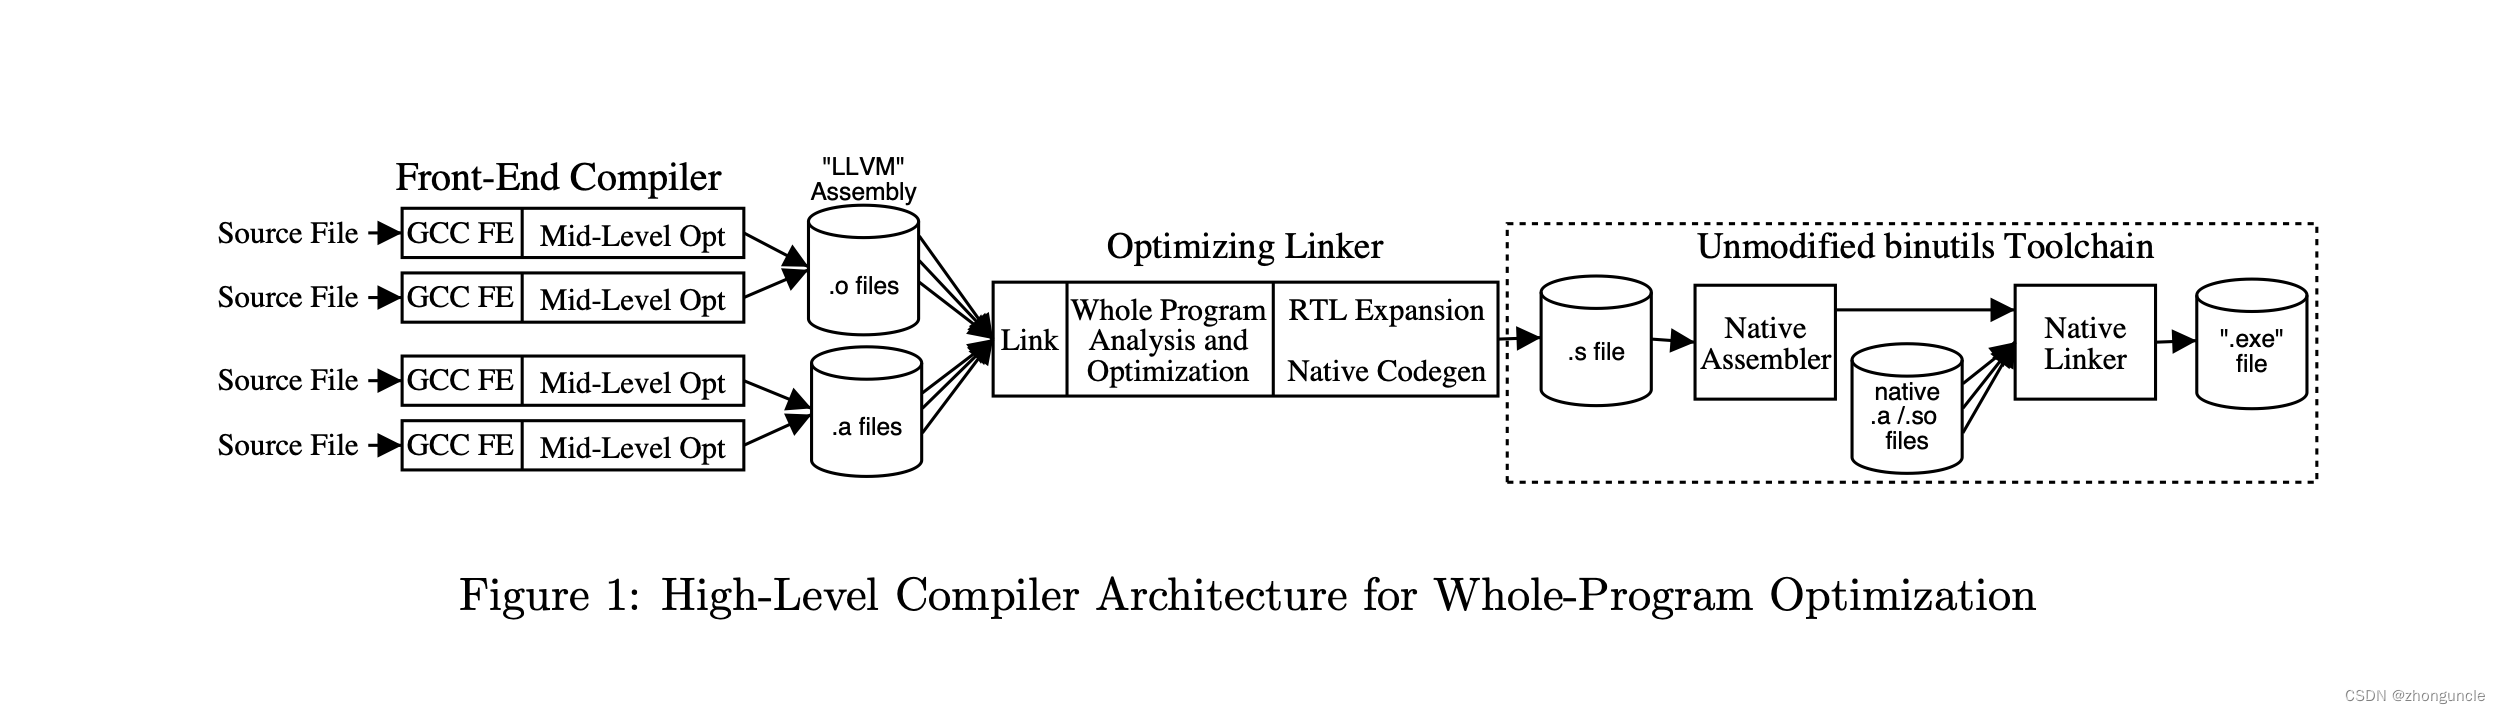 Front-End Compiler
Source File
GCC FE
Mid-Level Opt
Source File
GCC FE
Mid-Level Opt
Source File
GCC FE
Mid-Level Opt
Source File
GCC FE
Mid-Level Opt
"LLVM"
Assembly
.o files
.a files
Optimizing Linker
Link
Whole Program
Analysis and
Optimization
RTL Expansion
Native Codegen
Unmodified binutils Toolchain
.s file
Native
Assembler
native
.a /.so
files
Native
Linker
".exe"
file
Figure 1: High-Level Compiler Architecture for Whole-Program Optimization
CSDN @zhonguncle